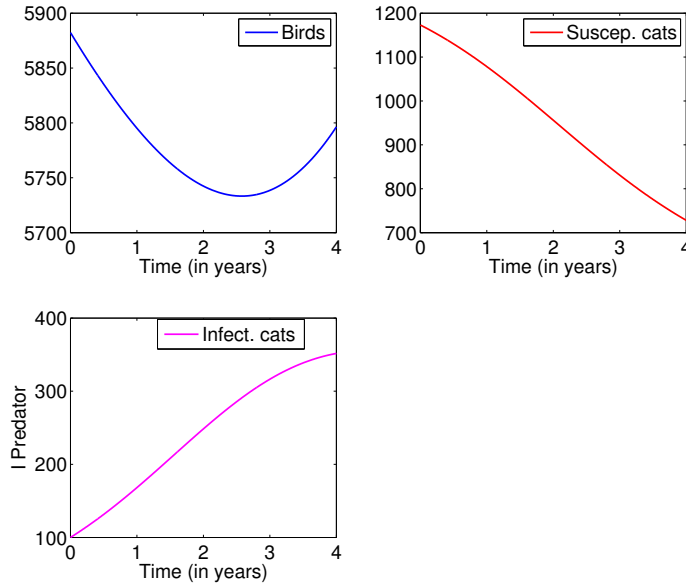 5900
5850
5800
5750
5700
0 1 2 3 4
Time (in years)
Birds
1200
1100
1000
900
800
700
0 1 2 3 4
Time (in years)
Suscep. cats
400
300
200
100
0 1 2 3 4
Time (in years)
I Predator
Infect. cats